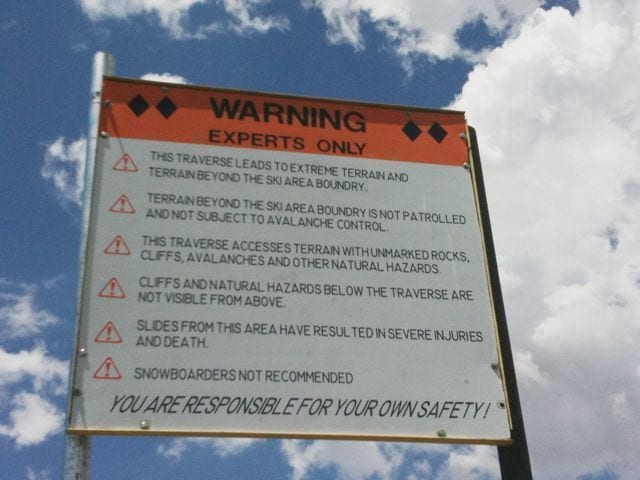 WARNING
EXPERTS ONLY
THIS TRAVERSE LEADS TO EXTREME TERRAIN AND
TERRAIN BEYOND THE SKI AREA BOUNDRY.
TERRAIN BEYOND THE SKI AREA BOUNDRY IS NOT PATROLLED
AND NOT SUBJECT TO AVALANCHE CONTROL.
THIS TRAVERSE ACCESSES TERRAIN WITH UNMARKED ROCKS,
CLIFFS, AVALANCHES AND OTHER NATURAL HAZARDS.
CLIFFS AND NATURAL HAZARDS BELOW THE TRAVERSE ARE
NOT VISIBLE FROM ABOVE.
SLIDES FROM THIS AREA HAVE RESULTED IN SEVERE INJURIES
AND DEATH.
SNOWBOARDERS NOT RECOMMENDED
YOU ARE RESPONSIBLE FOR YOUR OWN SAFETY!